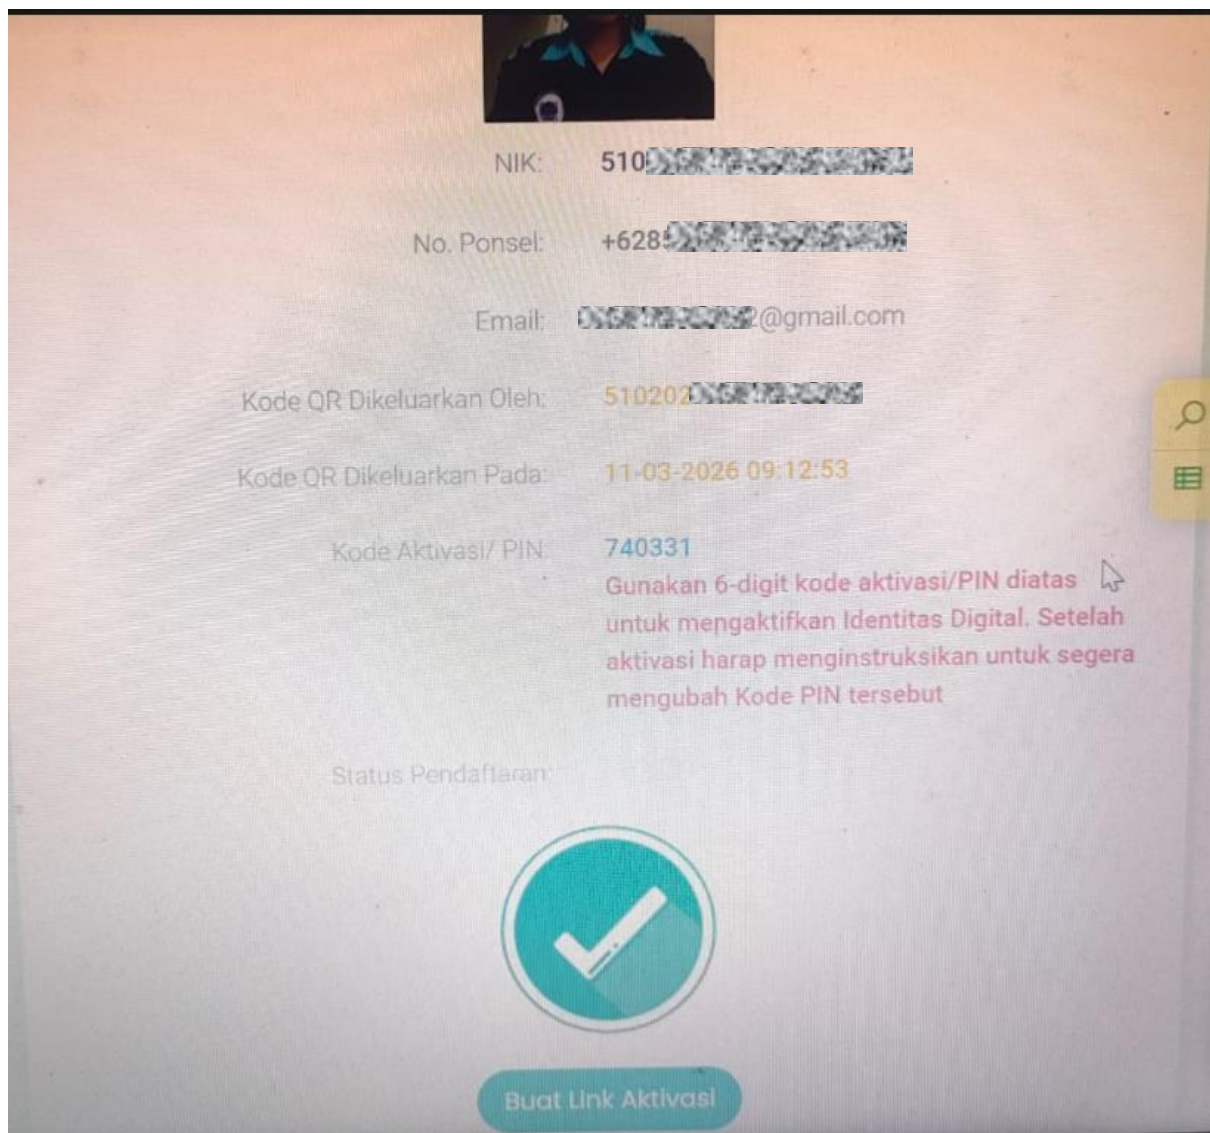 NIK: 510
No. Ponsel: +628
Email: @gmail.com
Kode QR Dikeluarkan Oleh: 510202
Kode QR Dikeluarkan Pada: 11-03-2026 09:12:53
Kode Aktivasi/ PIN: 740331
Gunakan 6-digit kode aktivasi/PIN diatas
untuk mengaktifkan Identitas Digital. Setelah
aktivasi harap menginstruksikan untuk segera
mengubah Kode PIN tersebut
Status Pendaftaran:
Buat Link Aktivasi